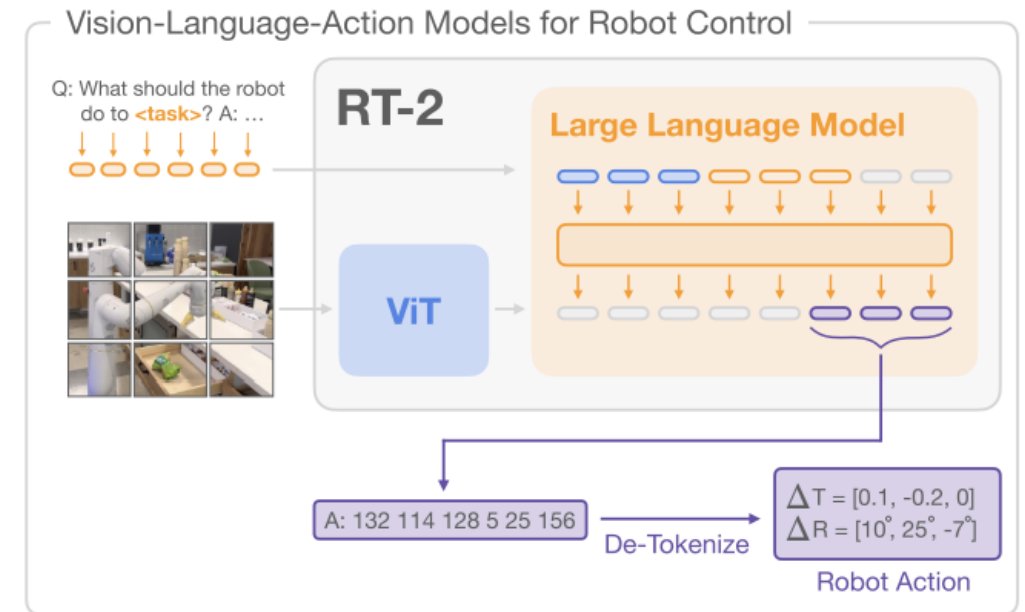 Vision-Language-Action Models for Robot Control
Q: What should the robot
do to <task>? A: ...
RT-2
Large Language Model
ViT
A: 132 114 128 5 25 156
De-Tokenize
Δ T = [0.1, -0.2, 0]
Δ R = [10°, 25°, -7°]
Robot Action